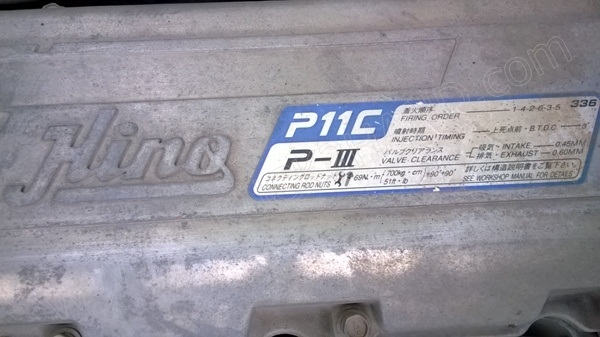 Hino
P11C
P-III
着火順序 1-4-2-6-3-5 336
FIRING ORDER
噴射時期 上死点前・B.T.D.C
INJECTION TIMING
バルブクリアランス 吸気・INTAKE 0.45MM
VALVE CLEARANCE 排気・EXHAUST 0.60MM
コネクティングロッドナット 69N・m 700kg・cm +90°+90°
CONNECTING ROD NUTS 51ft・lb
詳しくは構造説明書をご覧下さい。
SEE WORKSHOP MANUAL FOR DETAILS